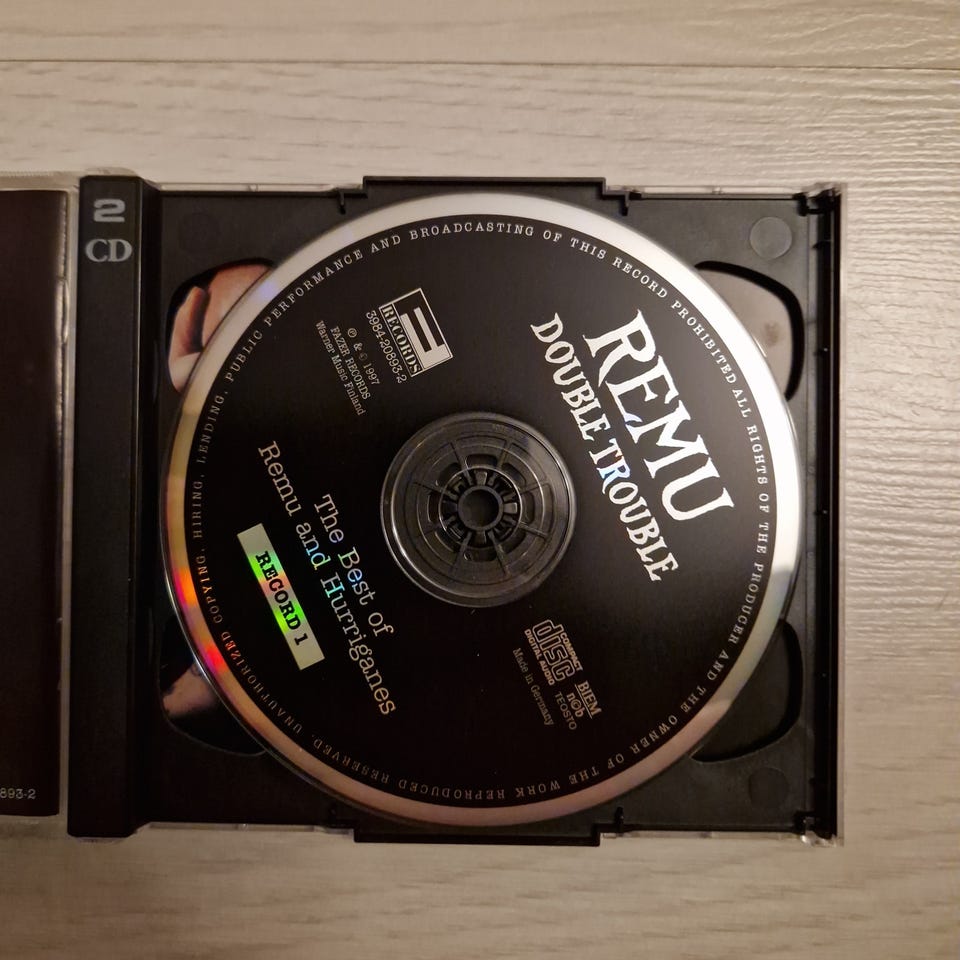 2
CD
REMU
DOUBLE TROUBLE
F
RECORDS
3984-20893-2
℗ & © 1997
FAZER RECORDS
Warner Music Finland
The Best of
Remu and Hurriganes
RECORD 1
COMPACT
disc
DIGITAL AUDIO
BIEM
n©b
TEOSTO
Made in Germany
ALL RIGHTS OF THE PRODUCER AND THE OWNER OF THE WORK REPRODUCED RESERVED. UNAUTHORIZED COPYING, HIRING, LENDING, PUBLIC PERFORMANCE AND BROADCASTING OF THIS RECORD PROHIBITED
893-2